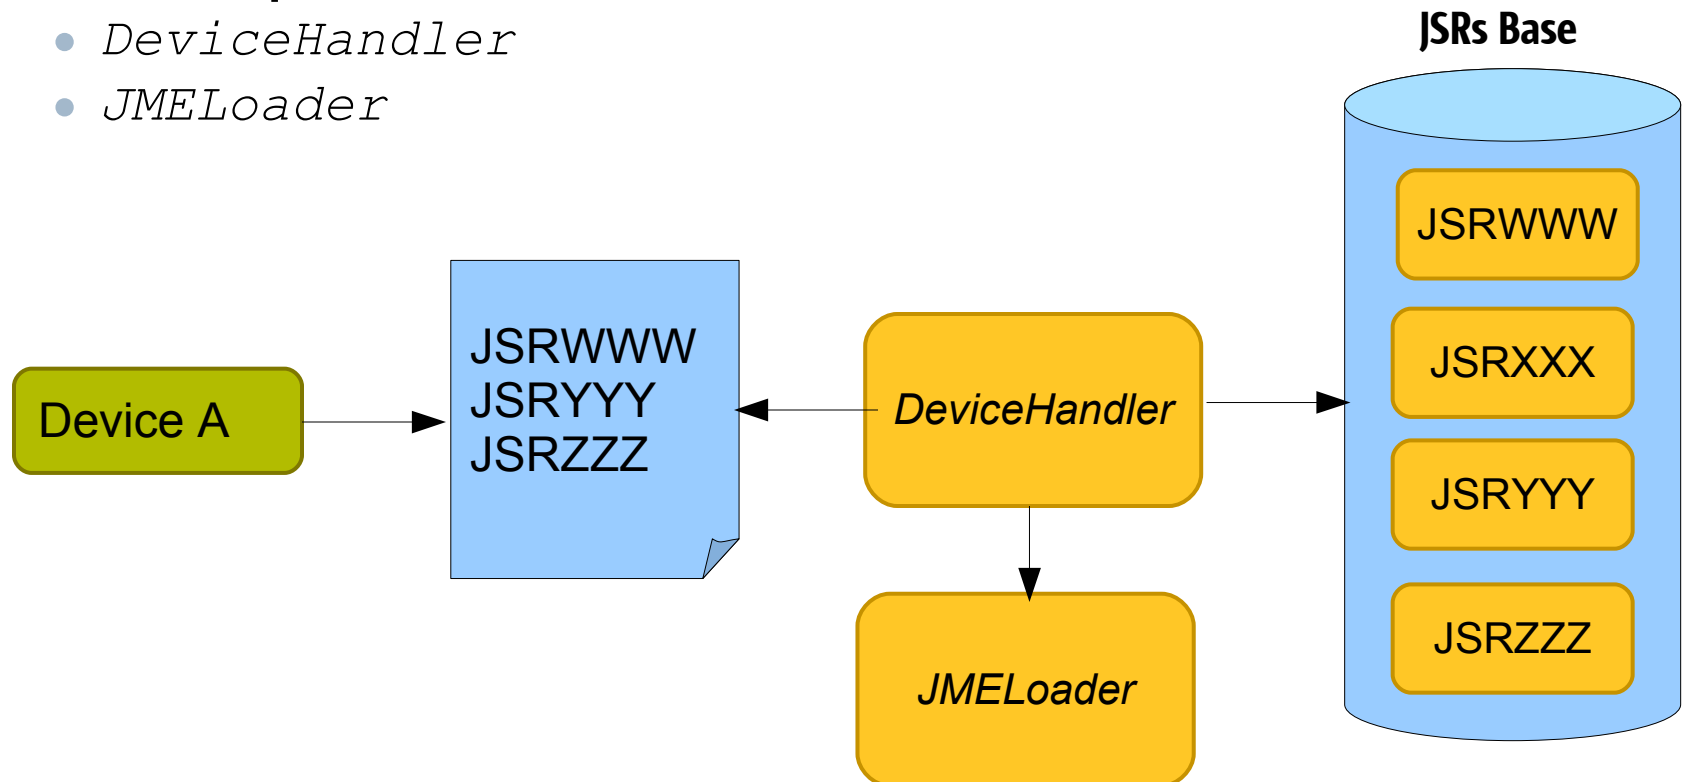 DeviceHandler
JMELoader
JSRs Base
JSRWWW
JSRXXX
JSRYYY
JSRZZZ
Device A
JSRWWW
JSRYYY
JSRZZZ
DeviceHandler
JMELoader